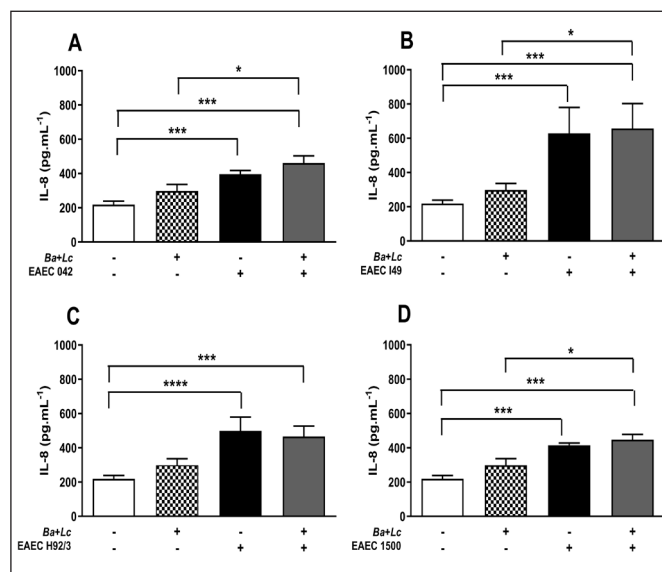 A
1000
800
600
400
200
0
IL-8 (pg.mL⁻¹)
*
***
***
Ba+Lc - + - +
EAEC 042 - - + +
B
1000
800
600
400
200
0
IL-8 (pg.mL⁻¹)
*
***
***
Ba+Lc - + - +
EAEC I49 - - + +
C
1000
800
600
400
200
0
IL-8 (pg.mL⁻¹)
***
****
Ba+Lc - + - +
EAEC H92/3 - - + +
D
1000
800
600
400
200
0
IL-8 (pg.mL⁻¹)
*
***
***
Ba+Lc - + - +
EAEC 1500 - - + +